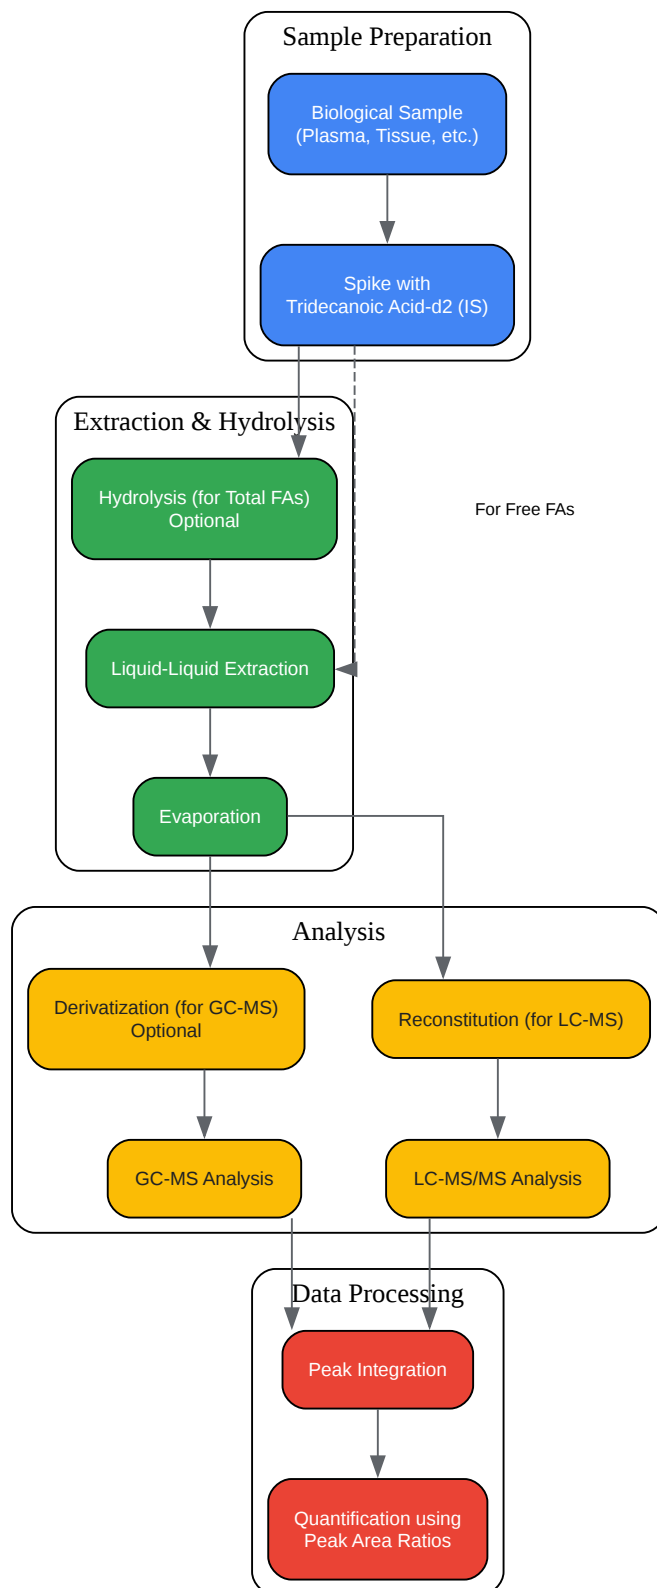 Sample Preparation
Biological Sample
(Plasma, Tissue, etc.)
Spike with
Tridecanoic Acid-d2 (IS)
Extraction & Hydrolysis
Hydrolysis (for Total FAs)
Optional
For Free FAs
Liquid-Liquid Extraction
Evaporation
Analysis
Derivatization (for GC-MS)
Optional
Reconstitution (for LC-MS)
GC-MS Analysis
LC-MS/MS Analysis
Data Processing
Peak Integration
Quantification using
Peak Area Ratios